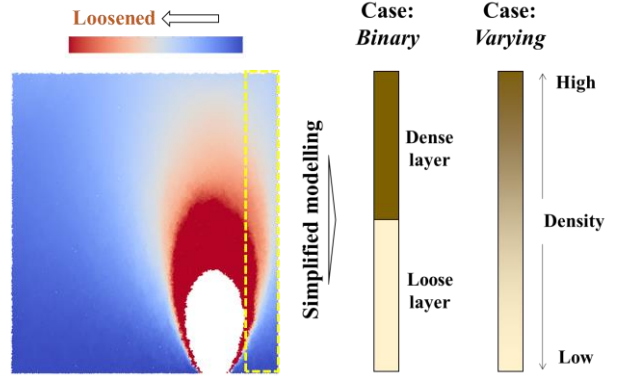 Loosened
Simplified modelling
Case:
Binary
Dense
layer
Loose
layer
Case:
Varying
High
Density
Low